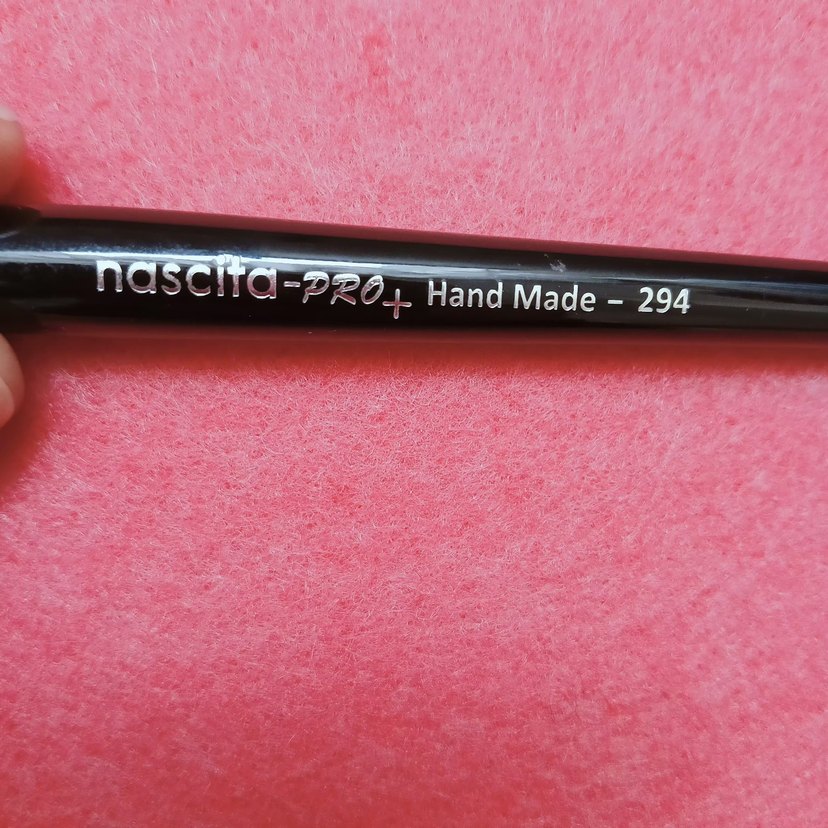 nascita-PRO+ Hand Made – 294